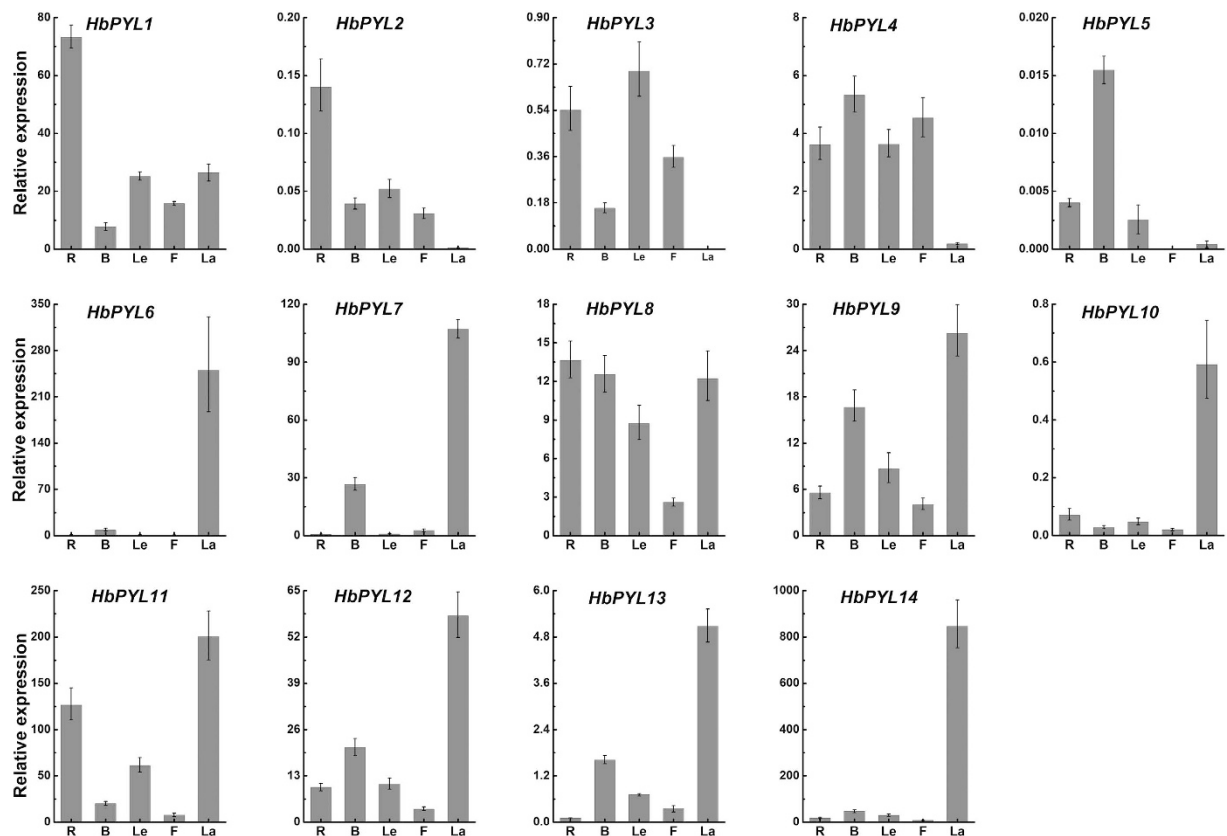 HbPYL1 HbPYL2 HbPYL3 HbPYL4 HbPYL5
Relative expression
80 60 40 20 0
R B Le F La
0.20 0.15 0.10 0.05 0.00
R B Le F La
0.90 0.72 0.54 0.36 0.18 0.00
R B Le F La
8 6 4 2 0
R B Le F La
0.020 0.015 0.010 0.005 0.000
R B Le F La
HbPYL6 HbPYL7 HbPYL8 HbPYL9 HbPYL10
Relative expression
350 280 210 140 70 0
R B Le F La
120 90 60 30 0
R B Le F La
18 15 12 9 6 3 0
R B Le F La
30 24 18 12 6 0
R B Le F La
0.8 0.6 0.4 0.2 0.0
R B Le F La
HbPYL11 HbPYL12 HbPYL13 HbPYL14
Relative expression
250 200 150 100 50 0
R B Le F La
65 52 39 26 13 0
R B Le F La
6.0 4.8 3.6 2.4 1.2 0.0
R B Le F La
1000 800 600 400 200 0
R B Le F La